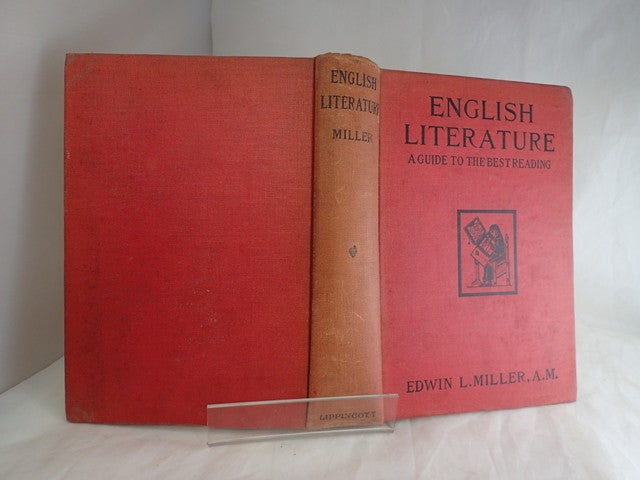 ENGLISH
LITERATURE
MILLER
LIPPINCOTT
ENGLISH
LITERATURE
A GUIDE TO THE BEST READING
EDWIN L. MILLER, A.M.